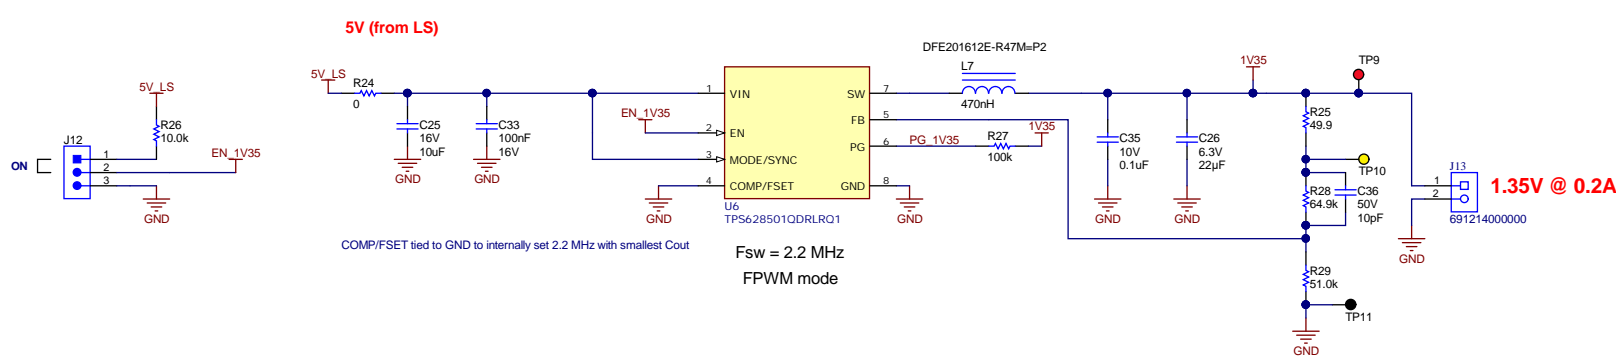 5V (from LS)
5V_LS
R26
10.0k
J12
ON
1
2
3
EN_1V35
GND
5V_LS
R24
0
C25
16V
10uF
GND
C33
100nF
16V
GND
EN_1V35
GND
1
2
3
4
VIN
EN
MODE/SYNC
COMP/FSET
SW
FB
PG
GND
7
5
6
8
U6
TPS628501QDRLRQ1
GND
PG_1V35
R27
100k
1V35
DFE201612E-R47M=P2
L7
470nH
C35
10V
0.1uF
GND
C26
6.3V
22µF
GND
1V35
TP9
R25
49.9
TP10
R28
64.9k
C36
50V
10pF
R29
51.0k
TP11
GND
J13
1
2
691214000000
GND
1.35V @ 0.2A
COMP/FSET tied to GND to internally set 2.2 MHz with smallest Cout
Fsw = 2.2 MHz
FPWM mode